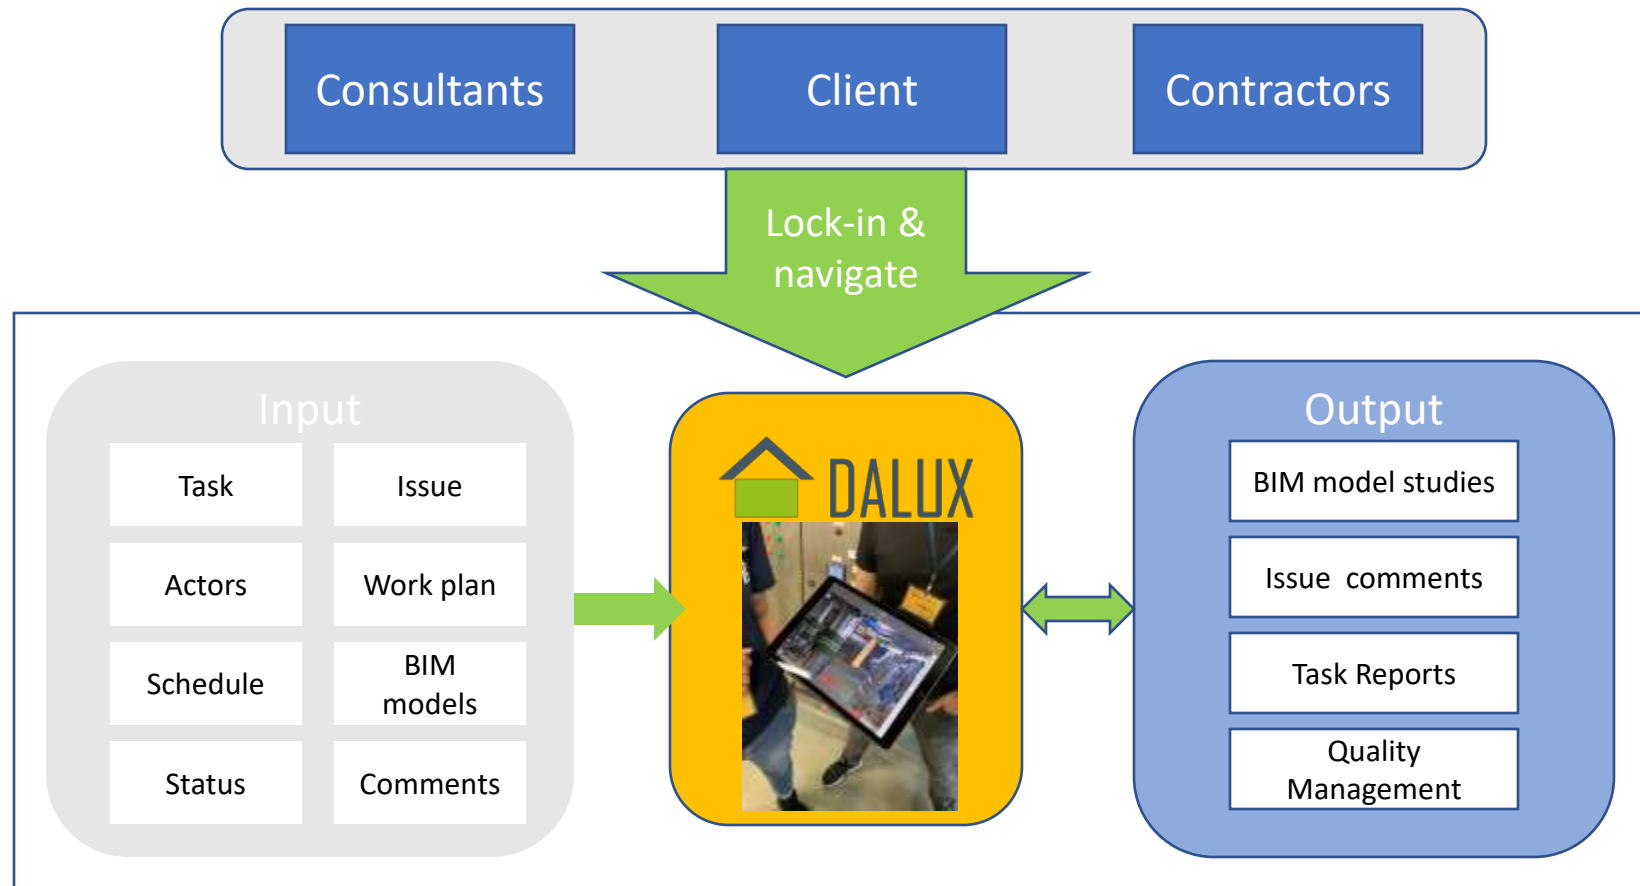 Consultants
Client
Contractors
Lock-in &
navigate
Input
Task
Issue
Actors
Work plan
Schedule
BIM
models
Status
Comments
DALUX
Output
BIM model studies
Issue  comments
Task Reports
Quality
Management